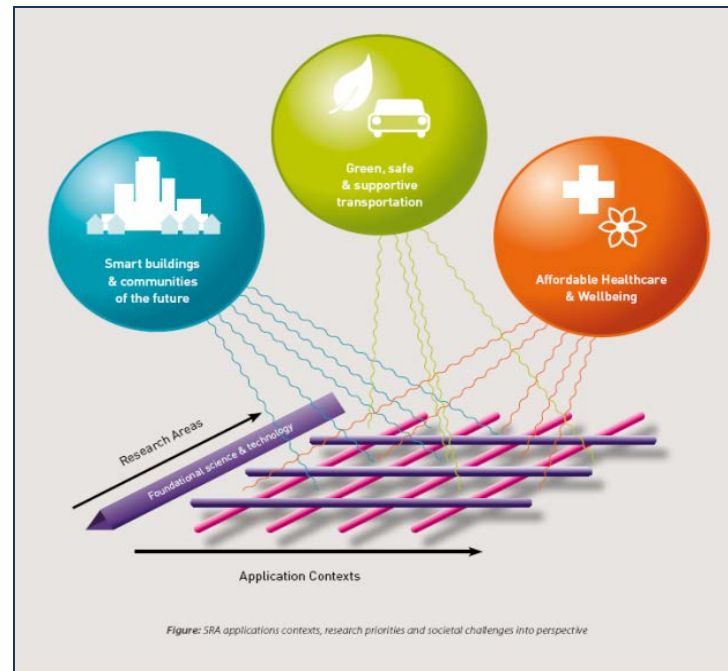 Green, safe
& supportive
transportation
Smart buildings
& communities
of the future
Affordable Healthcare
& Wellbeing
Research Areas
Foundational science & technology
Application Contexts
Figure: SRA applications contexts, research priorities and societal challenges into perspective